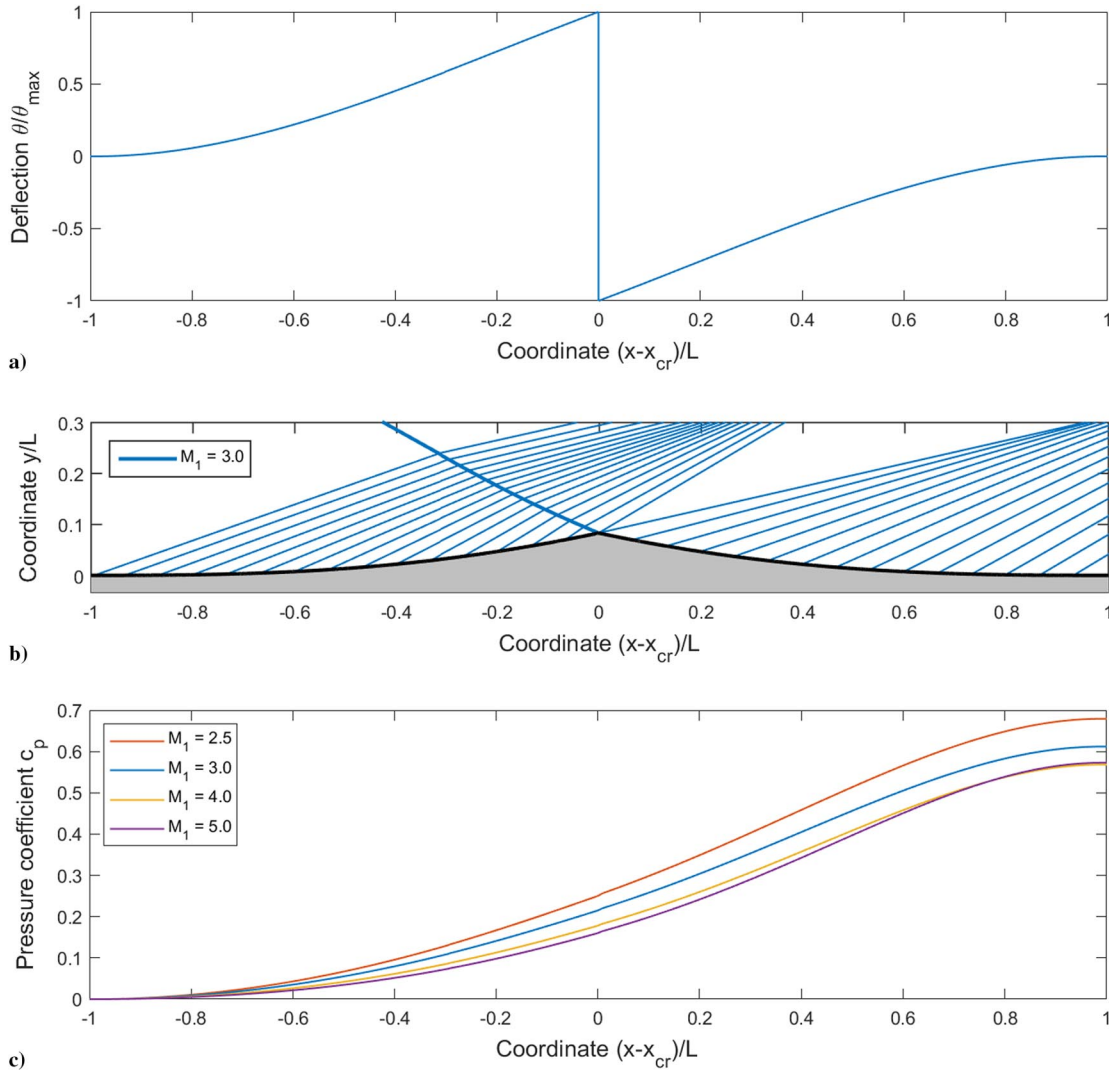 1
0.5
0
-0.5
-1
Deflection θ/θmax
-1 -0.8 -0.6 -0.4 -0.2 0 0.2 0.4 0.6 0.8 1
Coordinate (x-xcr)/L
a)
0.3
0.2
0.1
0
Coordinate y/L
M1 = 3.0
-1 -0.8 -0.6 -0.4 -0.2 0 0.2 0.4 0.6 0.8 1
Coordinate (x-xcr)/L
b)
0.7
0.6
0.5
0.4
0.3
0.2
0.1
0
Pressure coefficient cp
M1 = 2.5
M1 = 3.0
M1 = 4.0
M1 = 5.0
-1 -0.8 -0.6 -0.4 -0.2 0 0.2 0.4 0.6 0.8 1
Coordinate (x-xcr)/L
c)